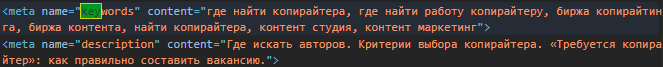 <meta name="keywords" content="где найти копирайтера, где найти работу копирайтеру, биржа копирайтин
га, биржа контента, найти копирайтера, контент студия, контент маркетинг">
<meta name="description" content="Где искать авторов. Критерии выбора копирайтера. «Требуется копира
йтер»: как правильно составить вакансию.">